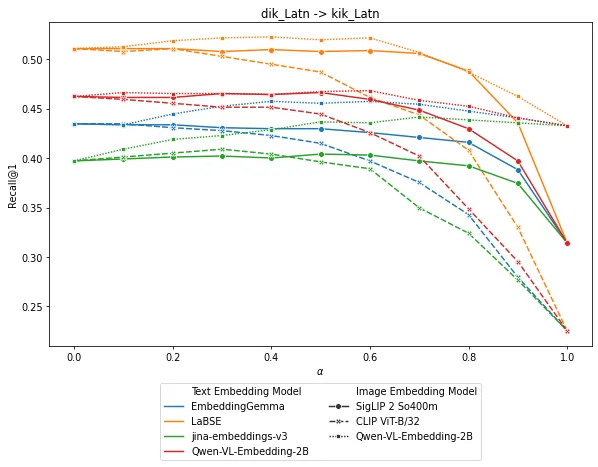 dik_Latn -> kik_Latn
Recall@1
0.50
0.45
0.40
0.35
0.30
0.25
0.0 0.2 0.4 0.6 0.8 1.0
α
Text Embedding Model Image Embedding Model
EmbeddingGemma SigLIP 2 So400m
LaBSE CLIP ViT-B/32
jina-embeddings-v3 Qwen-VL-Embedding-2B
Qwen-VL-Embedding-2B